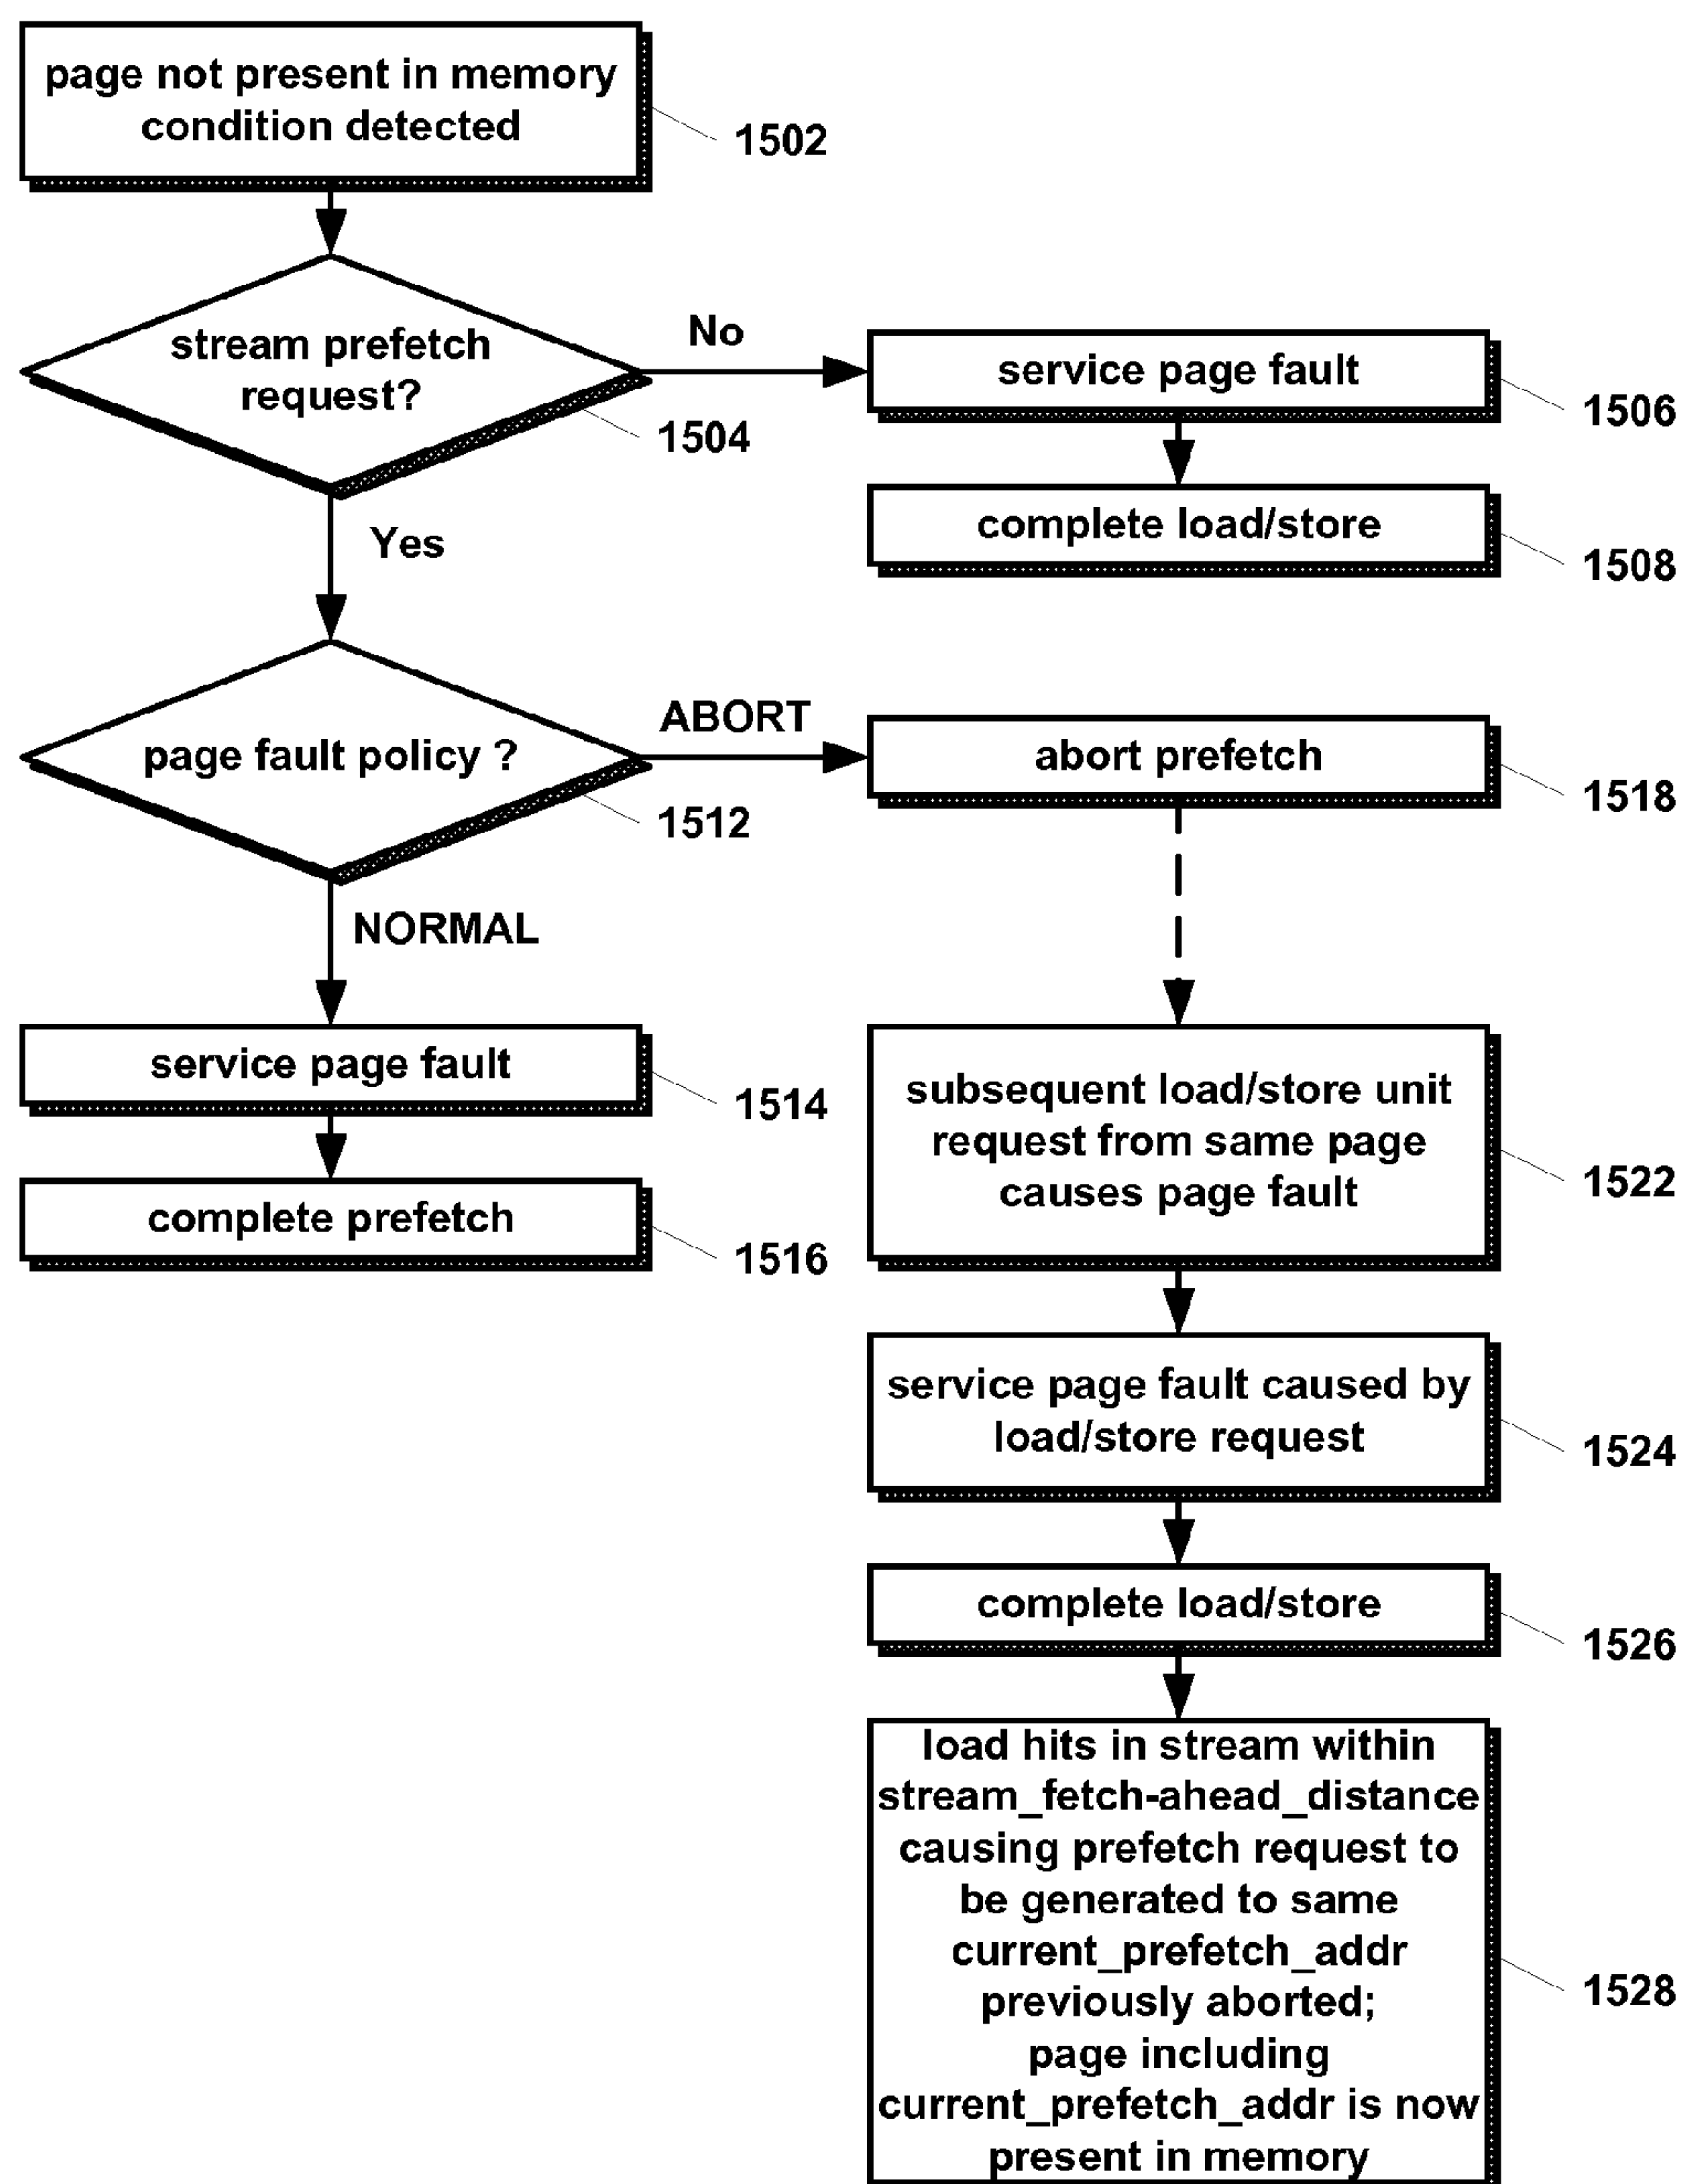 page not present in memory
condition detected
1502
stream prefetch
request?
1504
No
service page fault
1506
complete load/store
1508
Yes
page fault policy ?
1512
ABORT
abort prefetch
1518
NORMAL
service page fault
1514
complete prefetch
1516
subsequent load/store unit
request from same page
causes page fault
1522
service page fault caused by
load/store request
1524
complete load/store
1526
load hits in stream within
stream_fetch-ahead_distance
causing prefetch request to
be generated to same
current_prefetch_addr
previously aborted;
page including
current_prefetch_addr is now
present in memory
1528